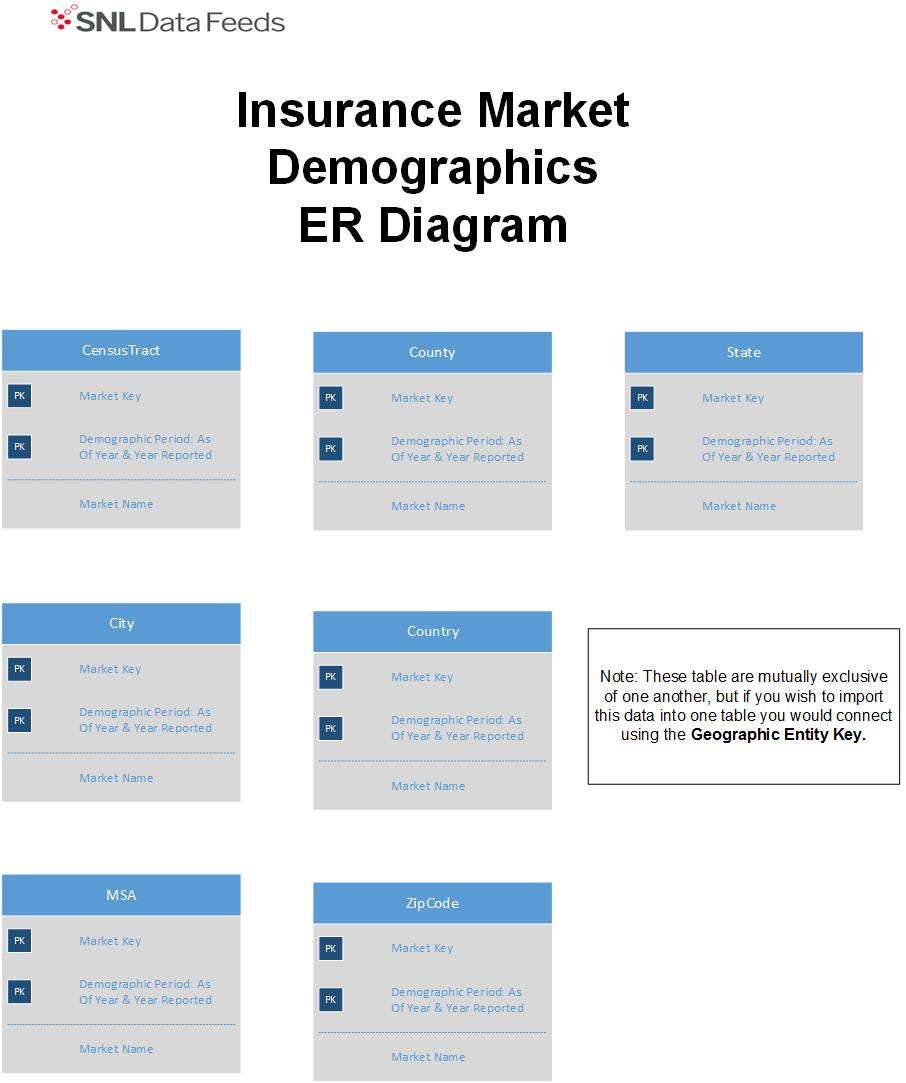 SNL Data Feeds
Insurance Market
Demographics
ER Diagram
CensusTract
PK
Market Key
PK
Demographic Period: As
Of Year & Year Reported
Market Name
County
PK
Market Key
PK
Demographic Period: As
Of Year & Year Reported
Market Name
State
PK
Market Key
PK
Demographic Period: As
Of Year & Year Reported
Market Name
City
PK
Market Key
PK
Demographic Period: As
Of Year & Year Reported
Market Name
Country
PK
Market Key
PK
Demographic Period: As
Of Year & Year Reported
Market Name
Note: These table are mutually exclusive
of one another, but if you wish to import
this data into one table you would connect
using the Geographic Entity Key.
MSA
PK
Market Key
PK
Demographic Period: As
Of Year & Year Reported
Market Name
ZipCode
PK
Market Key
PK
Demographic Period: As
Of Year & Year Reported
Market Name